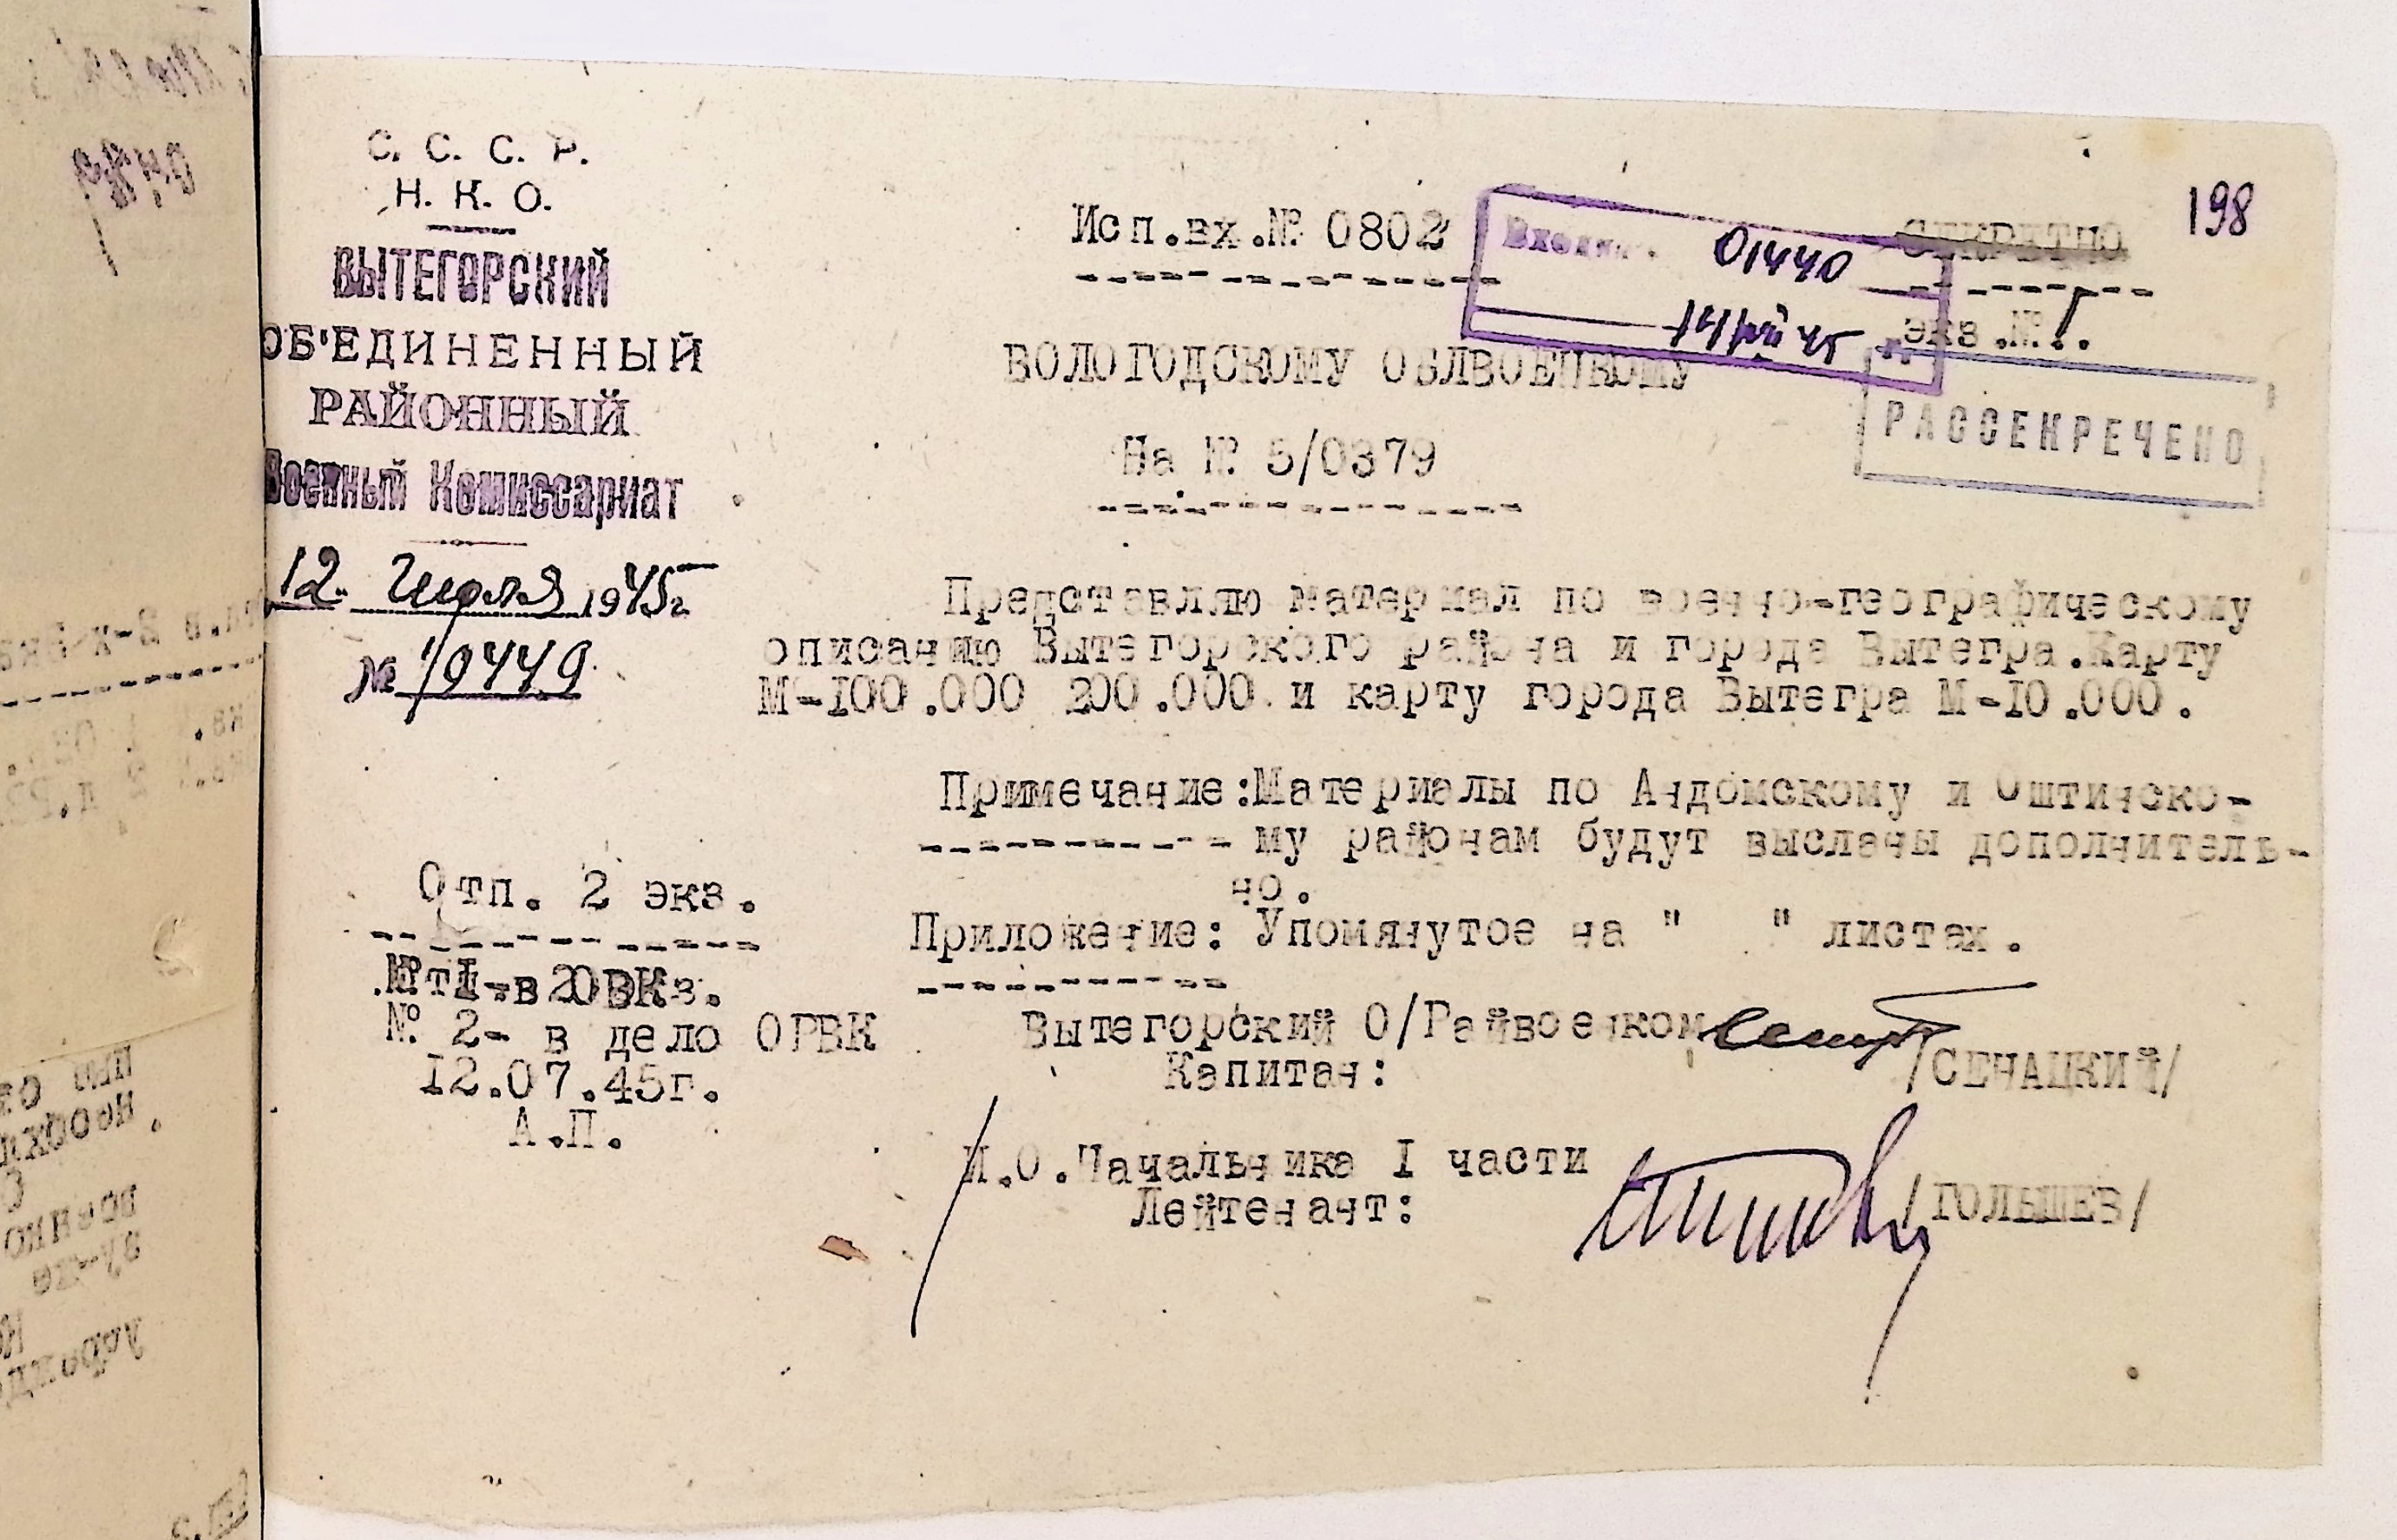 198
С. С. С. Р.
Н. К. О.
ВЫТЕГОРСКИЙ
ОБ'ЕДИНЕННЫЙ
РАЙОННЫЙ
Военный Комиссариат
12. Июля 1945г
№ 1/0449
Исп.вх.№ 0802
Входящ. 01440
14 45
СЕКРЕТНО
экз.№ 1.
ВОЛОГОДСКОМУ ОБЛВОЕНКОМУ
РАССЕКРЕЧЕНО
На № 5/0379
Представляю материал по военно-географическому
описанию Вытегорского района и города Вытегра.Карту
М-100.000 200.000 и карту города Вытегра М-10.000.
Примечание:Материалы по Андомскому и Оштинско-
му районам будут высланы дополнитель-
но.
Приложение: Упомянутое на " " листах.
Отп. 2 экз.
№ 2- в дело ОРВК
12.07.45г.
А.П.
Вытегорский О/Райвоенком
Капитан: /СЕНАЦКИЙ/
И.О.Начальника I части
Лейтенант: /ГОЛЫШЕВ/